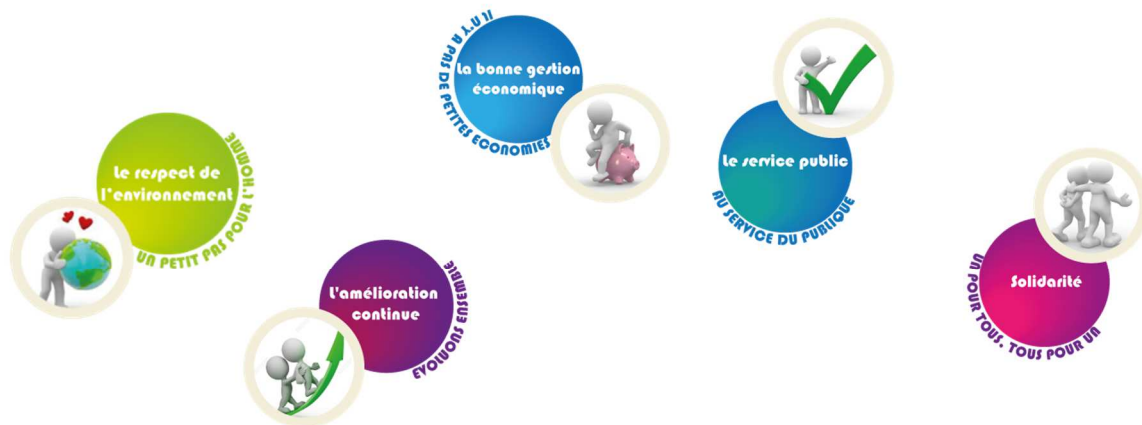 Le respect de
l'environnement
UN PETIT PAS POUR L'HOMME
L'amélioration
continue
EVOLUONS ENSEMBLE
La bonne gestion
économique
IL N'Y A PAS DE PETITES ECONOMIES
Le service public
AU SERVICE DU PUBLIQUE
Solidarité
UN POUR TOUS, TOUS POUR UN